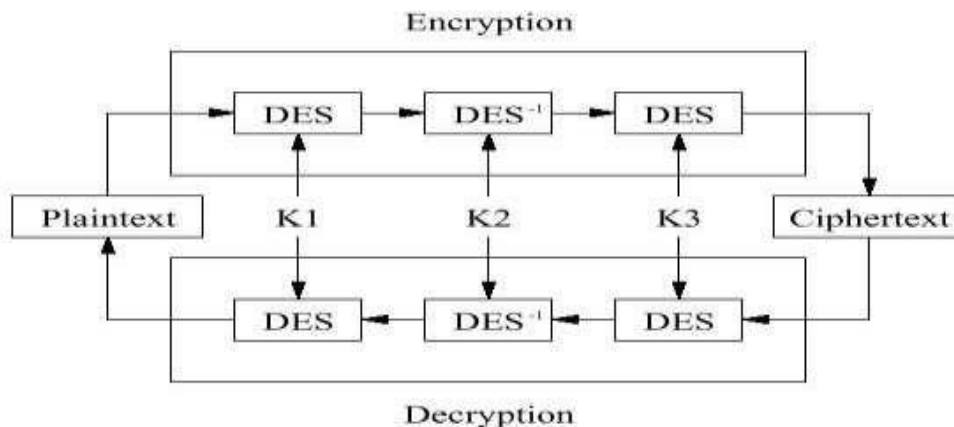 Encryption
DES DES⁻¹ DES
Plaintext K1 K2 K3 Ciphertext
DES DES⁻¹ DES
Decryption